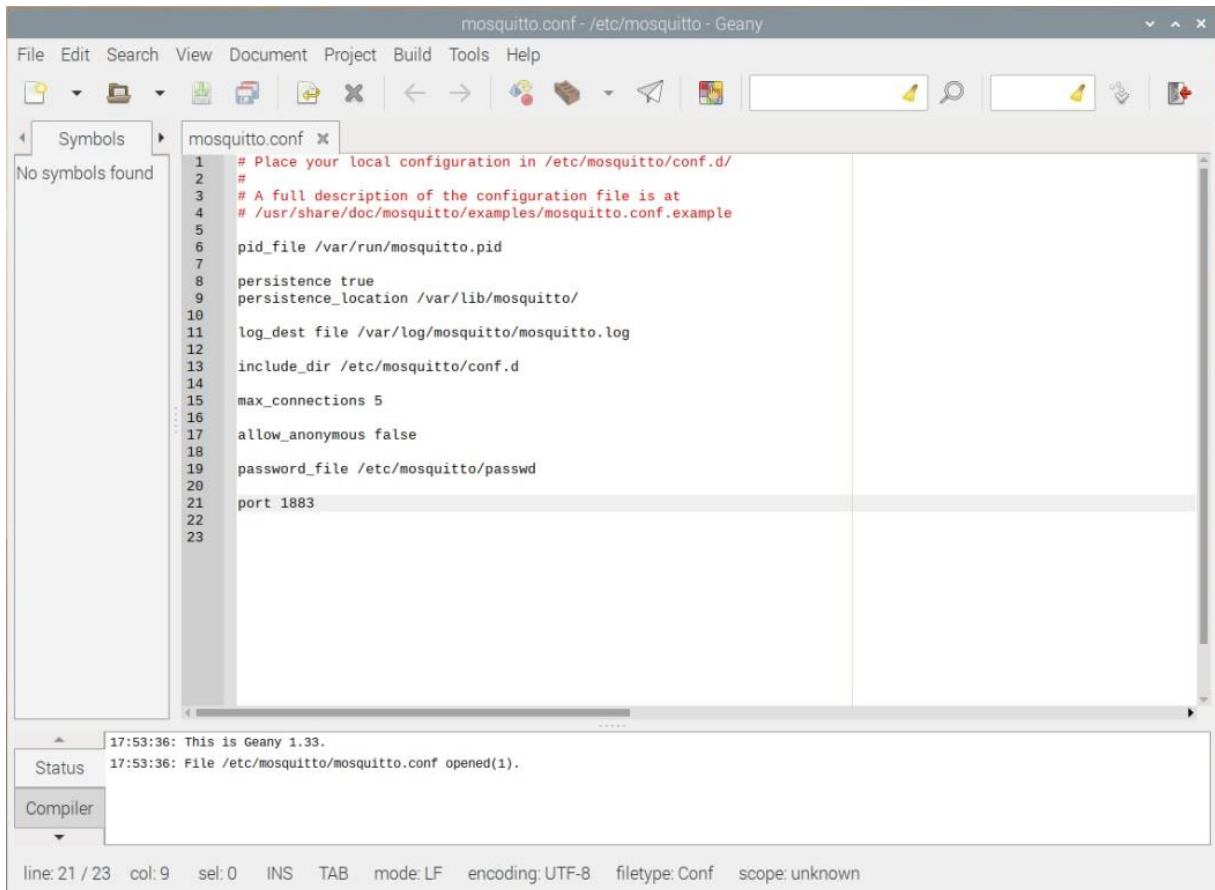 mosquitto.conf - /etc/mosquitto - Geany
File Edit Search View Document Project Build Tools Help
Symbols
mosquitto.conf
No symbols found
1 # Place your local configuration in /etc/mosquitto/conf.d/
2 #
3 # A full description of the configuration file is at
4 # /usr/share/doc/mosquitto/examples/mosquitto.conf.example
5
6 pid_file /var/run/mosquitto.pid
7
8 persistence true
9 persistence_location /var/lib/mosquitto/
10
11 log_dest file /var/log/mosquitto/mosquitto.log
12
13 include_dir /etc/mosquitto/conf.d
14
15 max_connections 5
16
17 allow_anonymous false
18
19 password_file /etc/mosquitto/passwd
20
21 port 1883
22
23
Status
Compiler
17:53:36: This is Geany 1.33.
17:53:36: File /etc/mosquitto/mosquitto.conf opened(1).
line: 21 / 23 col: 9 sel: 0 INS TAB mode: LF encoding: UTF-8 filetype: Conf scope: unknown